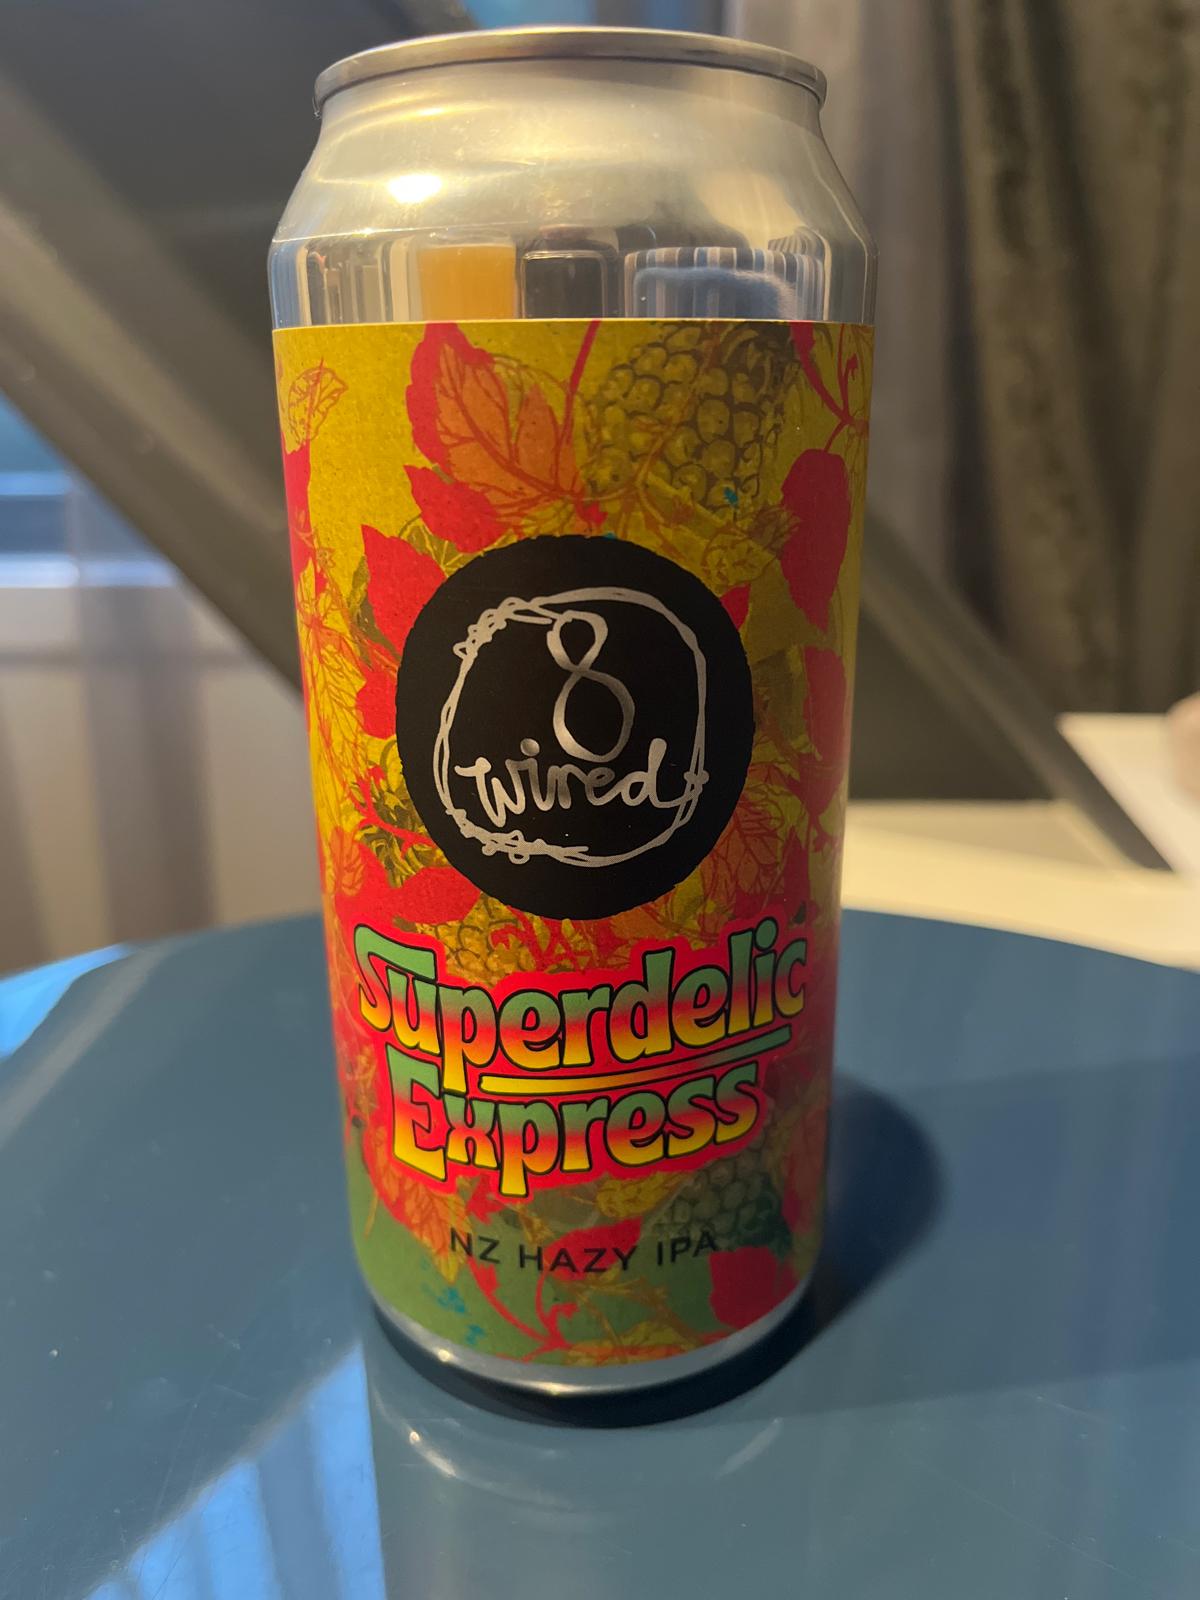 8
wired
Superdelic
Express
NZ HAZY IPA